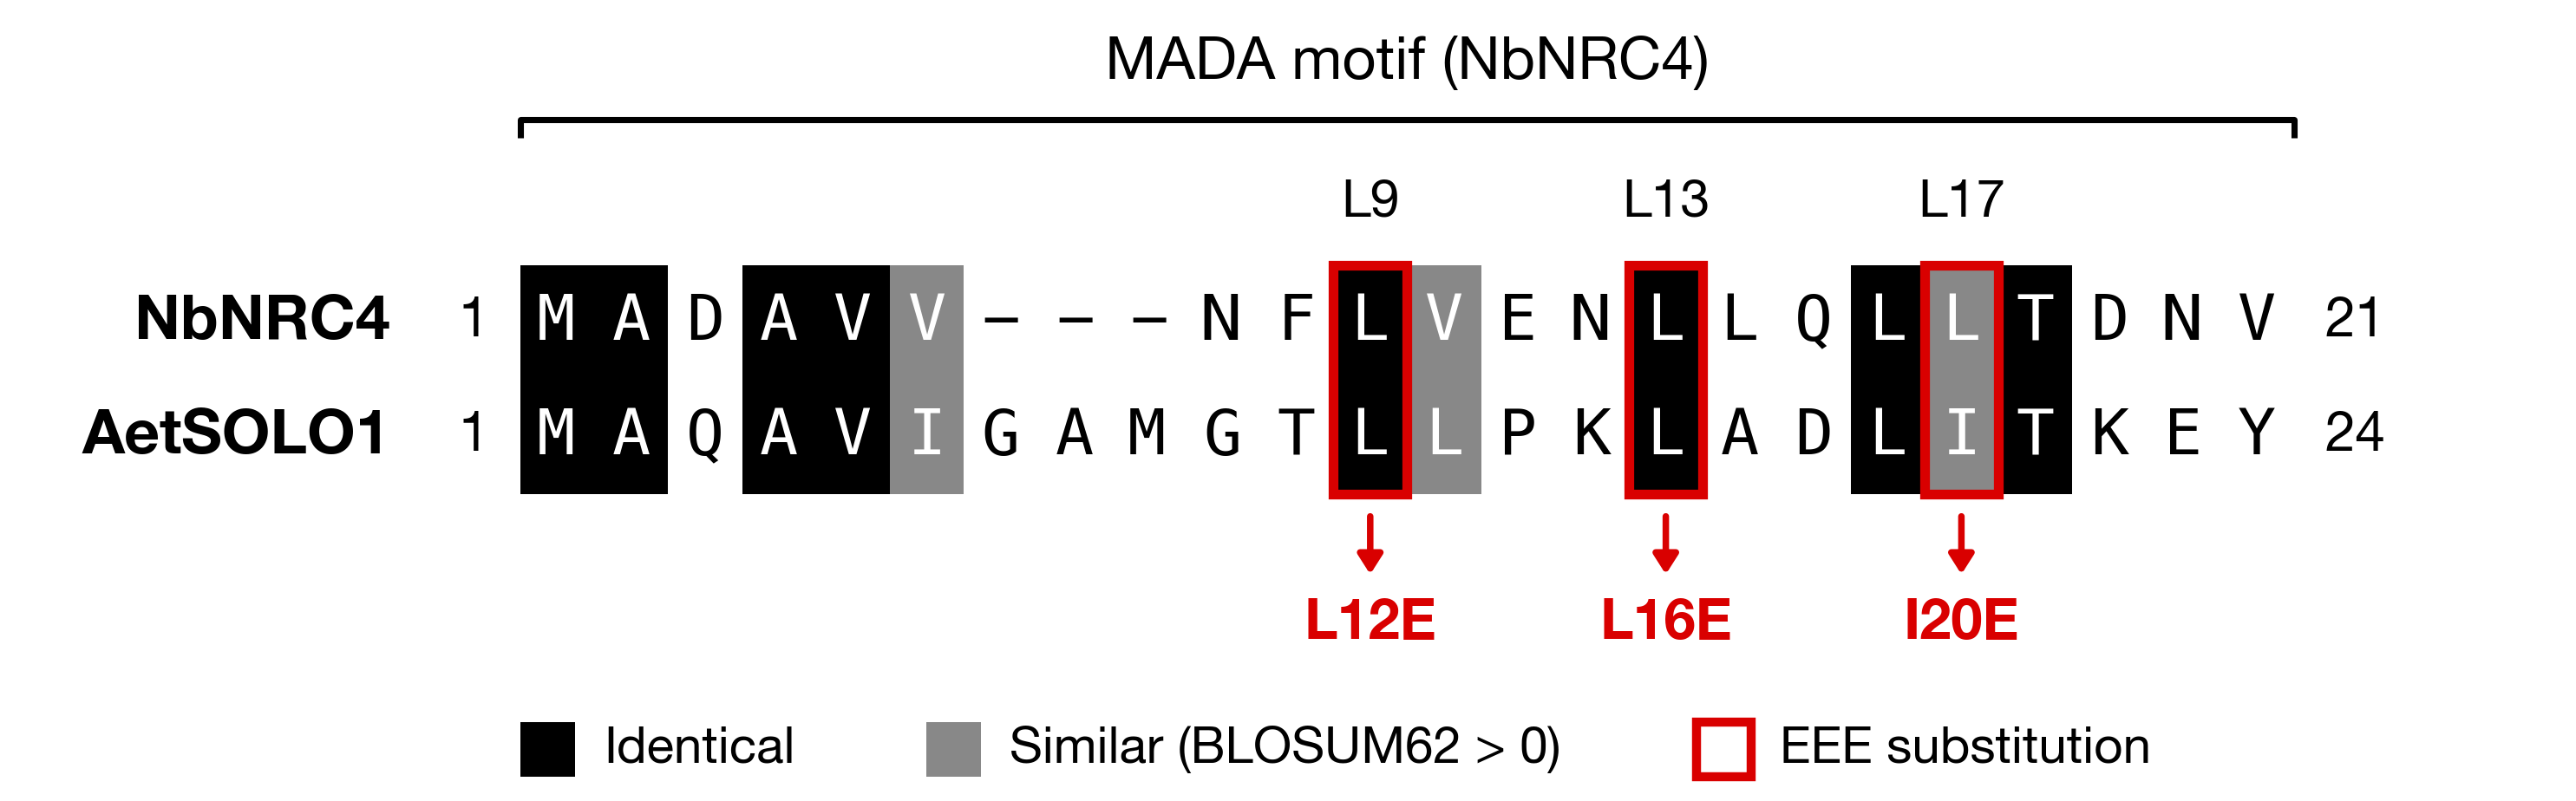 MADA motif (NbNRC4)
L9 L13 L17
NbNRC4 1 M A D A V V – – – N F L V E N L L Q L L T D N V 21
AetSOLO1 1 M A Q A V I G A M G T L L P K L A D L I T K E Y 24
L12E L16E I20E
Identical Similar (BLOSUM62 > 0) EEE substitution